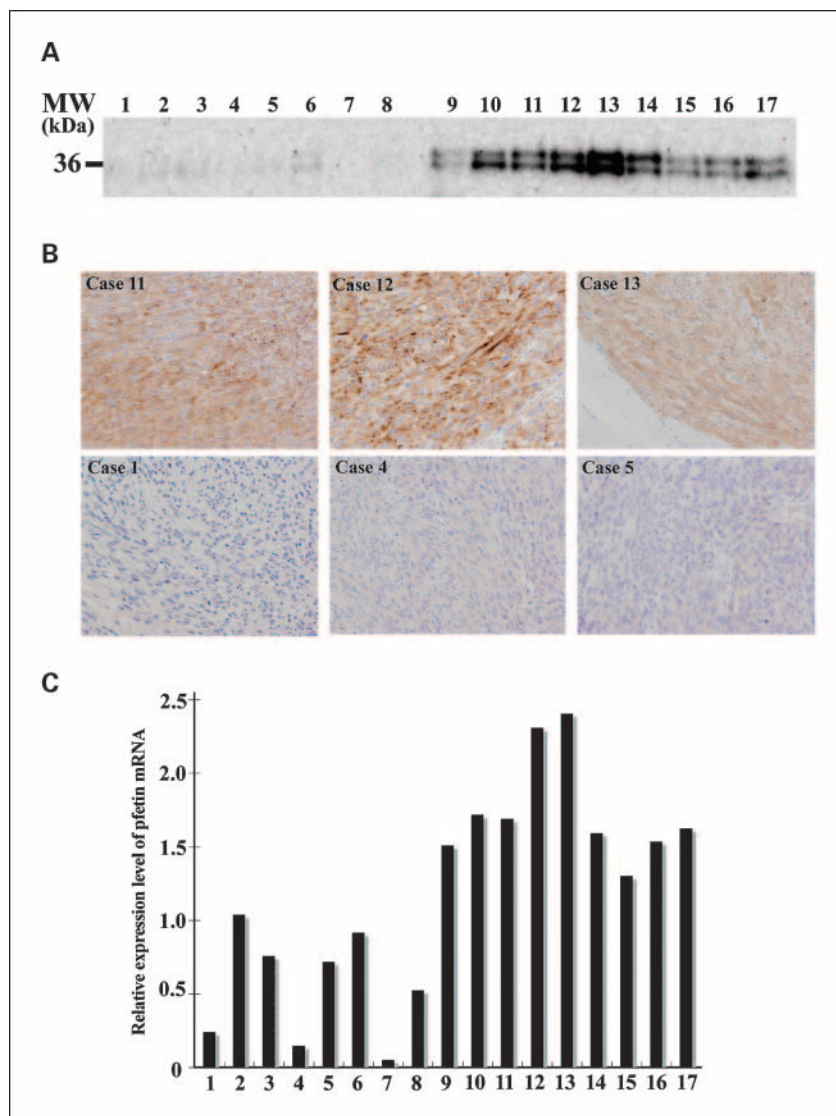 A
MW 1 2 3 4 5 6 7 8 9 10 11 12 13 14 15 16 17
(kDa)
36
B
Case 11 Case 12 Case 13
Case 1 Case 4 Case 5
C
Relative expression level of pfetin mRNA
2.5
2.0
1.5
1.0
0.5
0
1 2 3 4 5 6 7 8 9 10 11 12 13 14 15 16 17